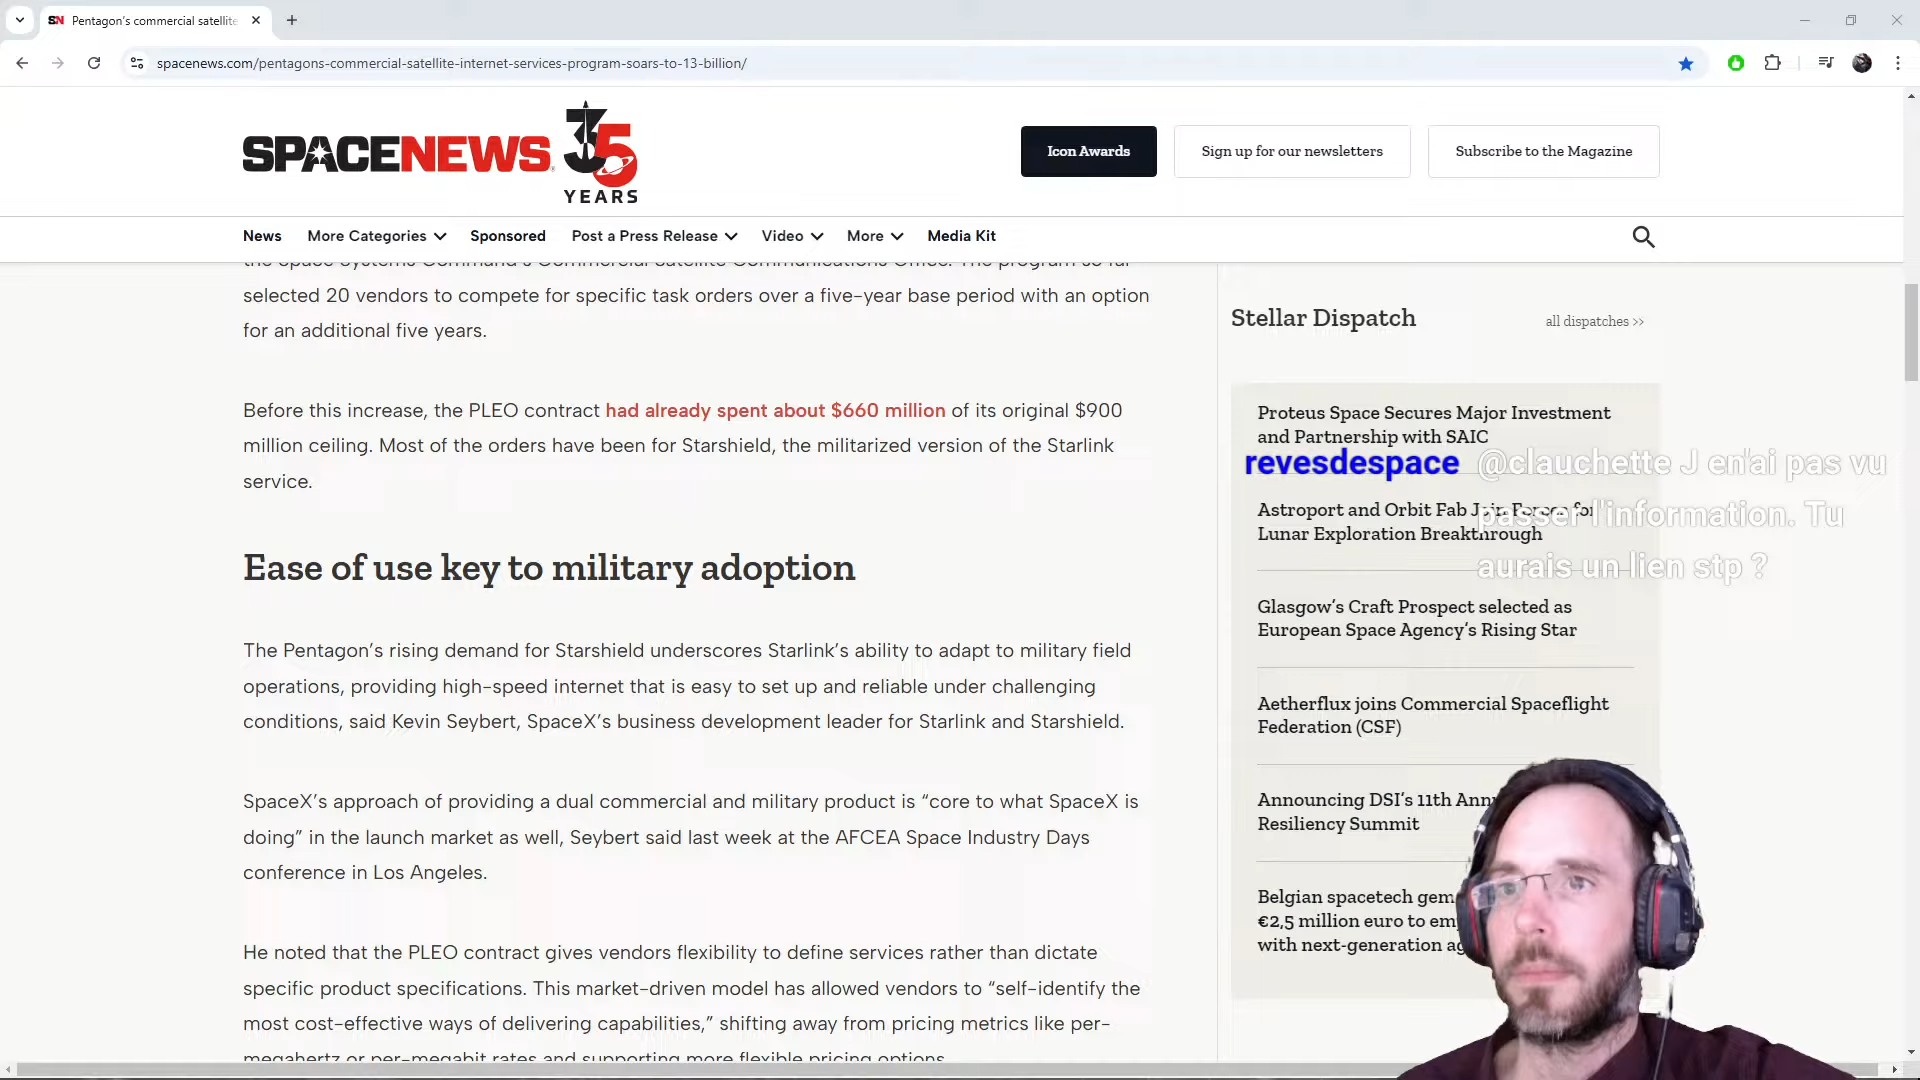 SN Pentagon's commercial satellite
spacenews.com/pentagons-commercial-satellite-internet-services-program-soars-to-13-billion/
SPACENEWS 35
YEARS
Icon Awards
Sign up for our newsletters
Subscribe to the Magazine
News More Categories Sponsored Post a Press Release Video More Media Kit
the Space Systems Command's Commercial Satellite Communications Office. The program so far
selected 20 vendors to compete for specific task orders over a five-year base period with an option
for an additional five years.
Before this increase, the PLEO contract had already spent about $660 million of its original $900
million ceiling. Most of the orders have been for Starshield, the militarized version of the Starlink
service.
Ease of use key to military adoption
The Pentagon's rising demand for Starshield underscores Starlink's ability to adapt to military field
operations, providing high-speed internet that is easy to set up and reliable under challenging
conditions, said Kevin Seybert, SpaceX's business development leader for Starlink and Starshield.
SpaceX's approach of providing a dual commercial and military product is “core to what SpaceX is
doing” in the launch market as well, Seybert said last week at the AFCEA Space Industry Days
conference in Los Angeles.
He noted that the PLEO contract gives vendors flexibility to define services rather than dictate
specific product specifications. This market-driven model has allowed vendors to “self-identify the
most cost-effective ways of delivering capabilities,” shifting away from pricing metrics like per-
megahertz or per-megabit rates and supporting more flexible pricing options.
Stellar Dispatch
all dispatches >>
Proteus Space Secures Major Investment
and Partnership with SAIC
revesdespace @clauchette J en'ai pas vu
passer l'information. Tu
aurais un lien stp ?
Astroport and Orbit Fab Join Forces for
Lunar Exploration Breakthrough
Glasgow's Craft Prospect selected as
European Space Agency's Rising Star
Aetherflux joins Commercial Spaceflight
Federation (CSF)
Announcing DSI's 11th Ann
Resiliency Summit
Belgian spacetech gem
€2,5 million euro to em
with next-generation ag